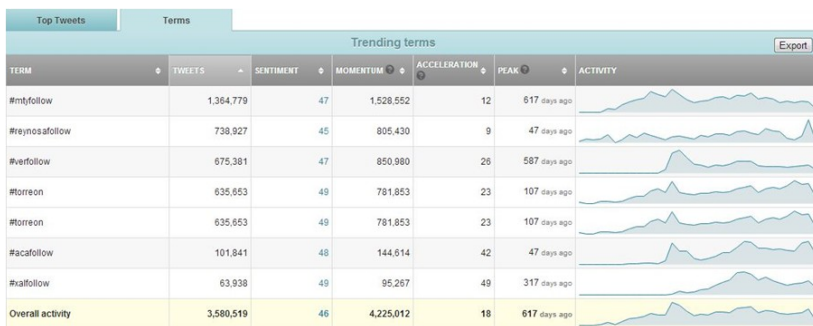 Top Tweets Terms
Trending terms Export
TERM TWEETS SENTIMENT MOMENTUM ? ACCELERATION ? PEAK ? ACTIVITY
#mtyfollow 1,364,779 47 1,528,552 12 617 days ago
#reynosafollow 738,927 45 805,430 9 47 days ago
#verfollow 675,381 47 850,980 26 587 days ago
#torreon 635,653 49 781,853 23 107 days ago
#torreon 635,653 49 781,853 23 107 days ago
#acafollow 101,841 48 144,614 42 47 days ago
#xalfollow 63,938 49 95,267 49 317 days ago
Overall activity 3,580,519 46 4,225,012 18 617 days ago